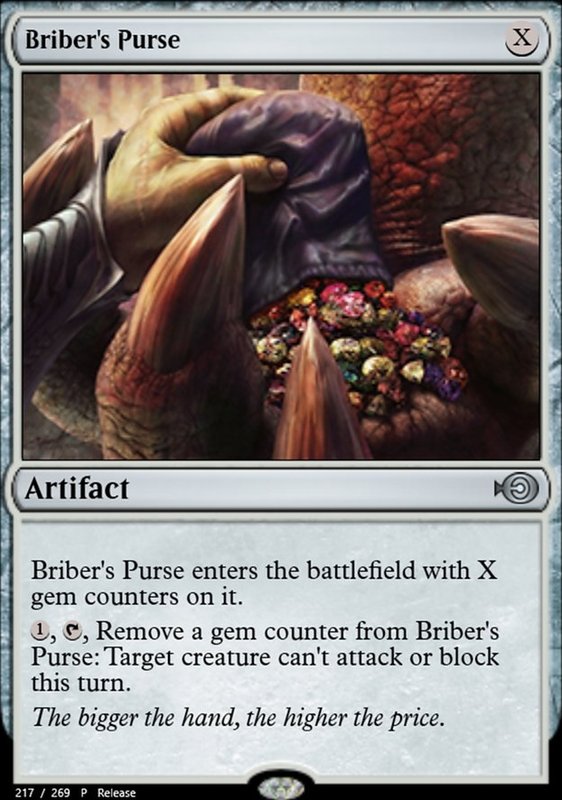 Briber's Purse X
Artifact
Briber's Purse enters the battlefield with X
gem counters on it.
1, , Remove a gem counter from Briber's
Purse: Target creature can't attack or block
this turn.
The bigger the hand, the higher the price.
217 / 269 P Release